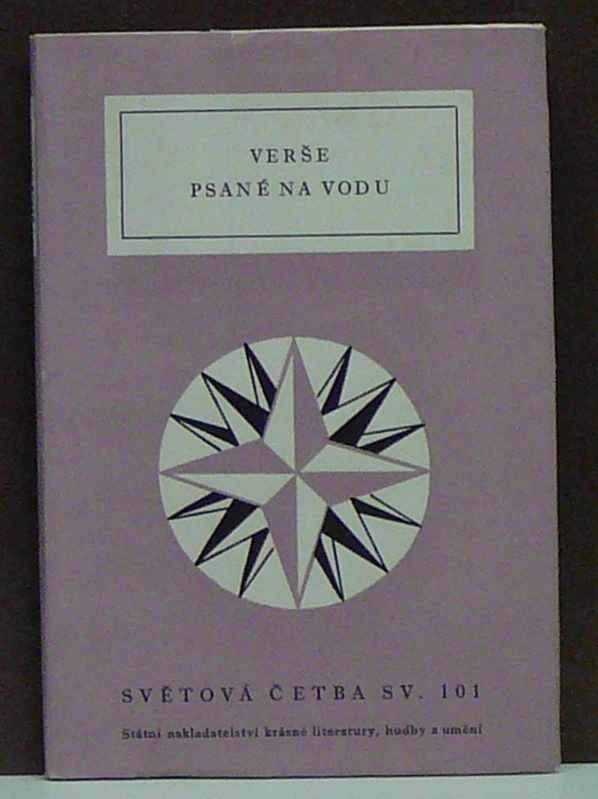 VERŠE
PSANÉ NA VODU
SVĚTOVÁ ČETBA SV. 101
Státní nakladatelství krásné literatury, hudby a umění